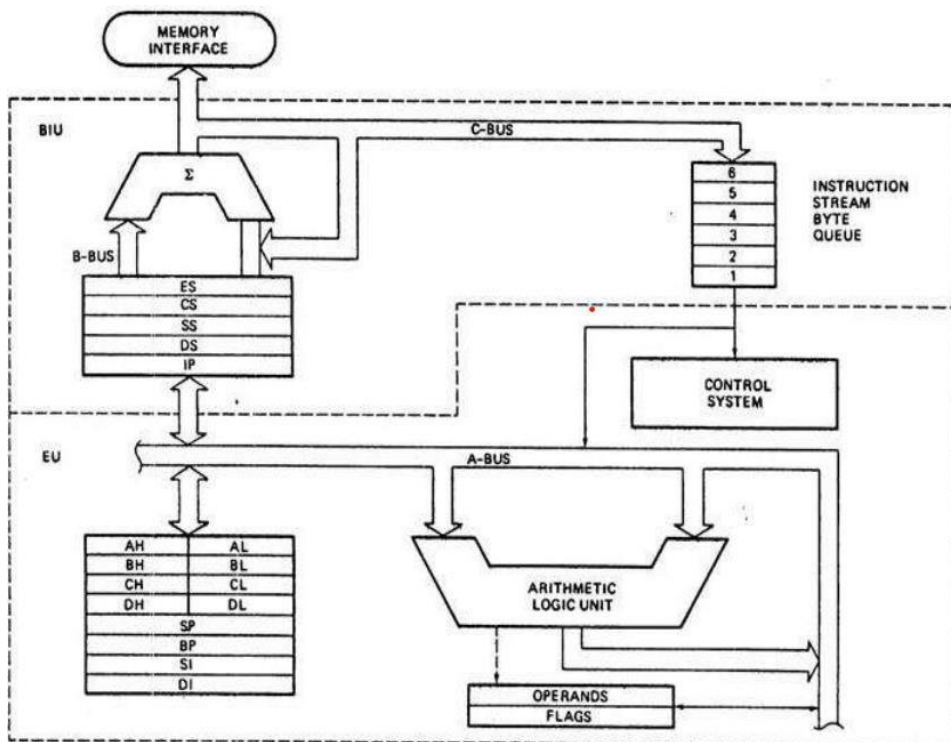 MEMORY
INTERFACE
BIU
C-BUS
Σ
B-BUS
6
5
4
3
2
1
INSTRUCTION
STREAM
BYTE
QUEUE
ES
CS
SS
DS
IP
CONTROL
SYSTEM
EU
A-BUS
AH AL
BH BL
CH CL
DH DL
SP
BP
SI
DI
ARITHMETIC
LOGIC UNIT
OPERANDS
FLAGS